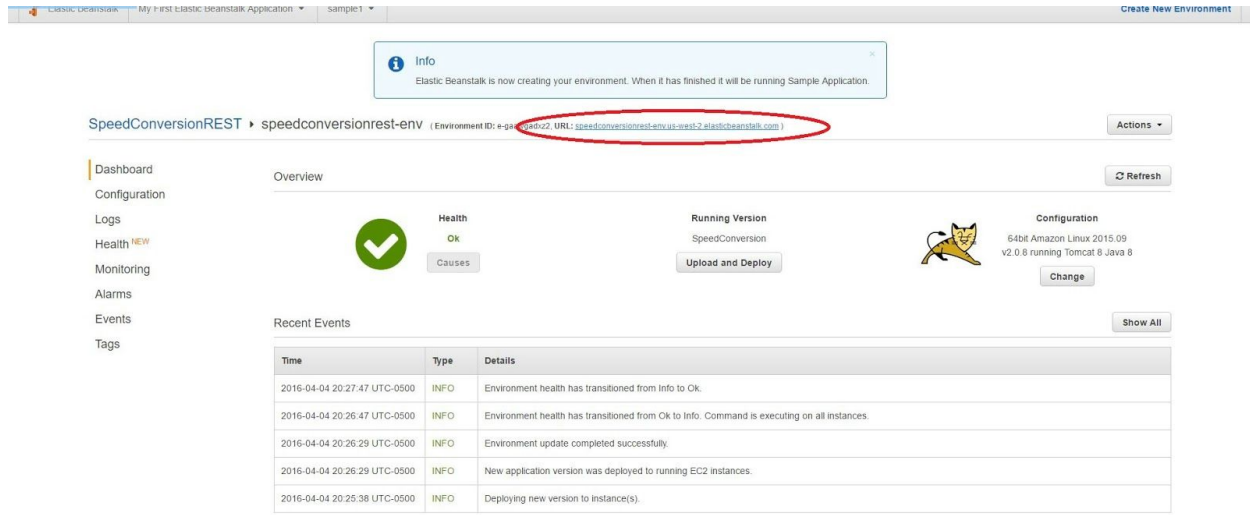 Elastic Beanstalk My First Elastic Beanstalk Application sample1 Create New Environment
Info
Elastic Beanstalk is now creating your environment. When it has finished it will be running Sample Application.
SpeedConversionREST speedconversionrest-env ( Environment ID: URL: speedconversionrest-env.us-west-2.elasticbeanstalk.com )
Actions
Dashboard
Configuration
Logs
Health NEW
Monitoring
Alarms
Events
Tags
Overview
Refresh
Health
Ok
Causes
Running Version
SpeedConversion
Upload and Deploy
Configuration
64bit Amazon Linux 2015.09
v2.0.8 running Tomcat 8 Java 8
Change
Recent Events
Show All
Time Type Details
2016-04-04 20:27:47 UTC-0500 INFO Environment health has transitioned from Info to Ok.
2016-04-04 20:26:47 UTC-0500 INFO Environment health has transitioned from Ok to Info. Command is executing on all instances.
2016-04-04 20:26:29 UTC-0500 INFO Environment update completed successfully.
2016-04-04 20:26:29 UTC-0500 INFO New application version was deployed to running EC2 instances.
2016-04-04 20:25:38 UTC-0500 INFO Deploying new version to instance(s).